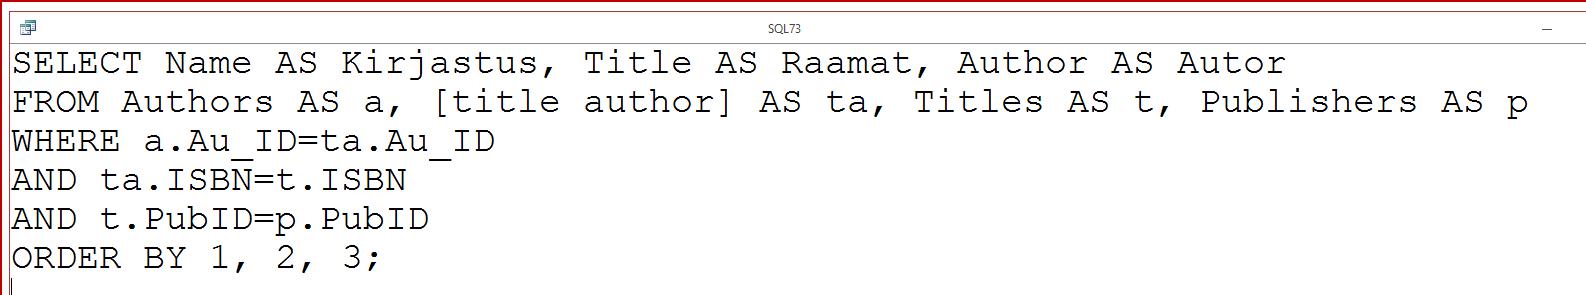 SQL73
SELECT Name AS Kirjastus, Title AS Raamat, Author AS Autor
FROM Authors AS a, [title author] AS ta, Titles AS t, Publishers AS p
WHERE a.Au_ID=ta.Au_ID
AND ta.ISBN=t.ISBN
AND t.PubID=p.PubID
ORDER BY 1, 2, 3;